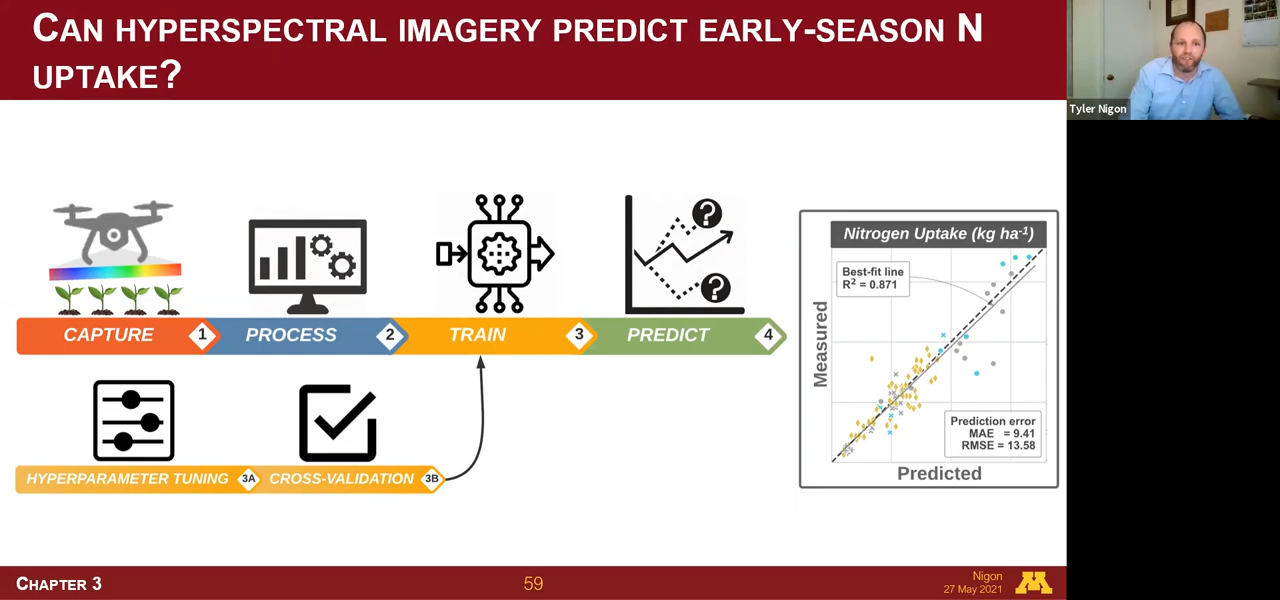 CAN HYPERSPECTRAL IMAGERY PREDICT EARLY-SEASON N
UPTAKE?
Tyler Nigon
CAPTURE 1 PROCESS 2 TRAIN 3 PREDICT 4
HYPERPARAMETER TUNING 3A CROSS-VALIDATION 3B
Nitrogen Uptake (kg ha-1)
Best-fit line
R² = 0.871
Measured
Prediction error
MAE = 9.41
RMSE = 13.58
Predicted
CHAPTER 3
59
Nigon
27 May 2021
M